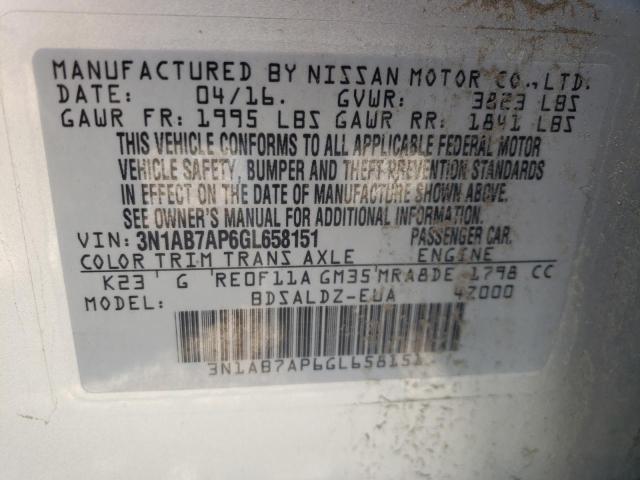 MANUFACTURED BY NISSAN MOTOR CO., LTD.
DATE: 04/16. GVWR: 3823 LBS
GAWR FR: 1995 LBS GAWR RR: 1841 LBS
THIS VEHICLE CONFORMS TO ALL APPLICABLE FEDERAL MOTOR
VEHICLE SAFETY, BUMPER AND THEFT PREVENTION STANDARDS
IN EFFECT ON THE DATE OF MANUFACTURE SHOWN ABOVE.
SEE OWNER'S MANUAL FOR ADDITIONAL INFORMATION.
VIN: 3N1AB7AP6GL658151 PASSENGER CAR.
COLOR TRIM TRANS AXLE ENGINE
K23 G RE0F11A GM35 MRA8DE 1798 CC
MODEL: BDSALDZ-EUA 4Z000
3N1AB7AP6GL658151